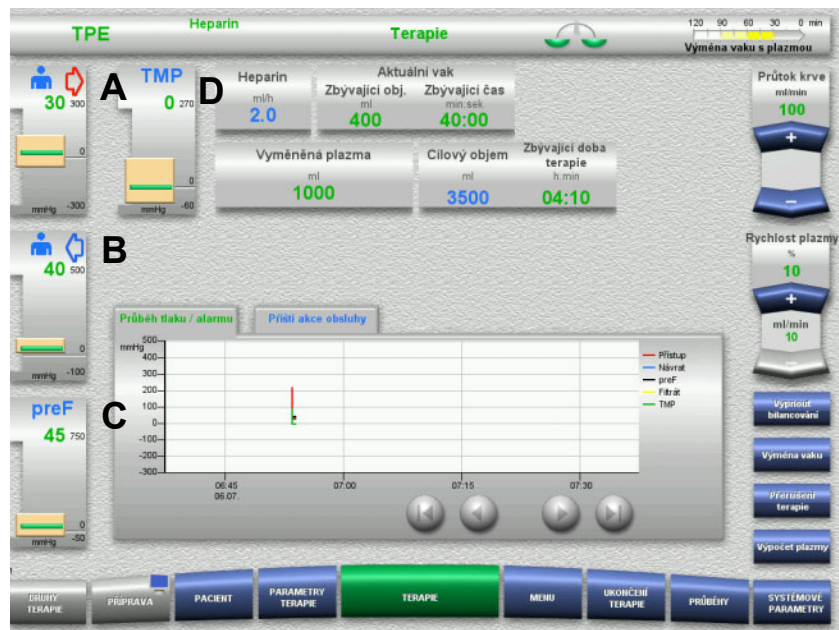 TPE
Heparin
Terapie
120 90 60 30 0 min
Výměna vaku s plazmou
30 300
0
mmHg -300
A
TMP
0 270
0
mmHg -60
D
Heparin
ml/h
2.0
Aktuální vak
Zbývající obj. Zbývající čas
ml min:sek
400 40:00
Vyměněná plazma
ml
1000
Cílový objem
ml
3500
Zbývající doba
terapie
h:min
04:10
Průtok krve
ml/min
100
+
−
B
40 500
0
mmHg -100
Rychlost plazmy
%
10
+
ml/min
10
−
C
preF
45 750
0
mmHg -50
Průběh tlaku / alarmu Příští akce obsluhy
mmHg 500
400
300
200
100
0
-100
-200
-300
06:45 07:00 07:15 07:30
06.07.
Přístup
Návrat
preF
Filtrát
TMP
Vypnout
bilancování
Výměna vaku
Přerušení
terapie
Výpočet plazmy
DRUHY
TERAPIE
PŘÍPRAVA
PACIENT
PARAMETRY
TERAPIE
TERAPIE
MENU
UKONČENÍ
TERAPIE
PRŮBĚHY
SYSTÉMOVÉ
PARAMETRY